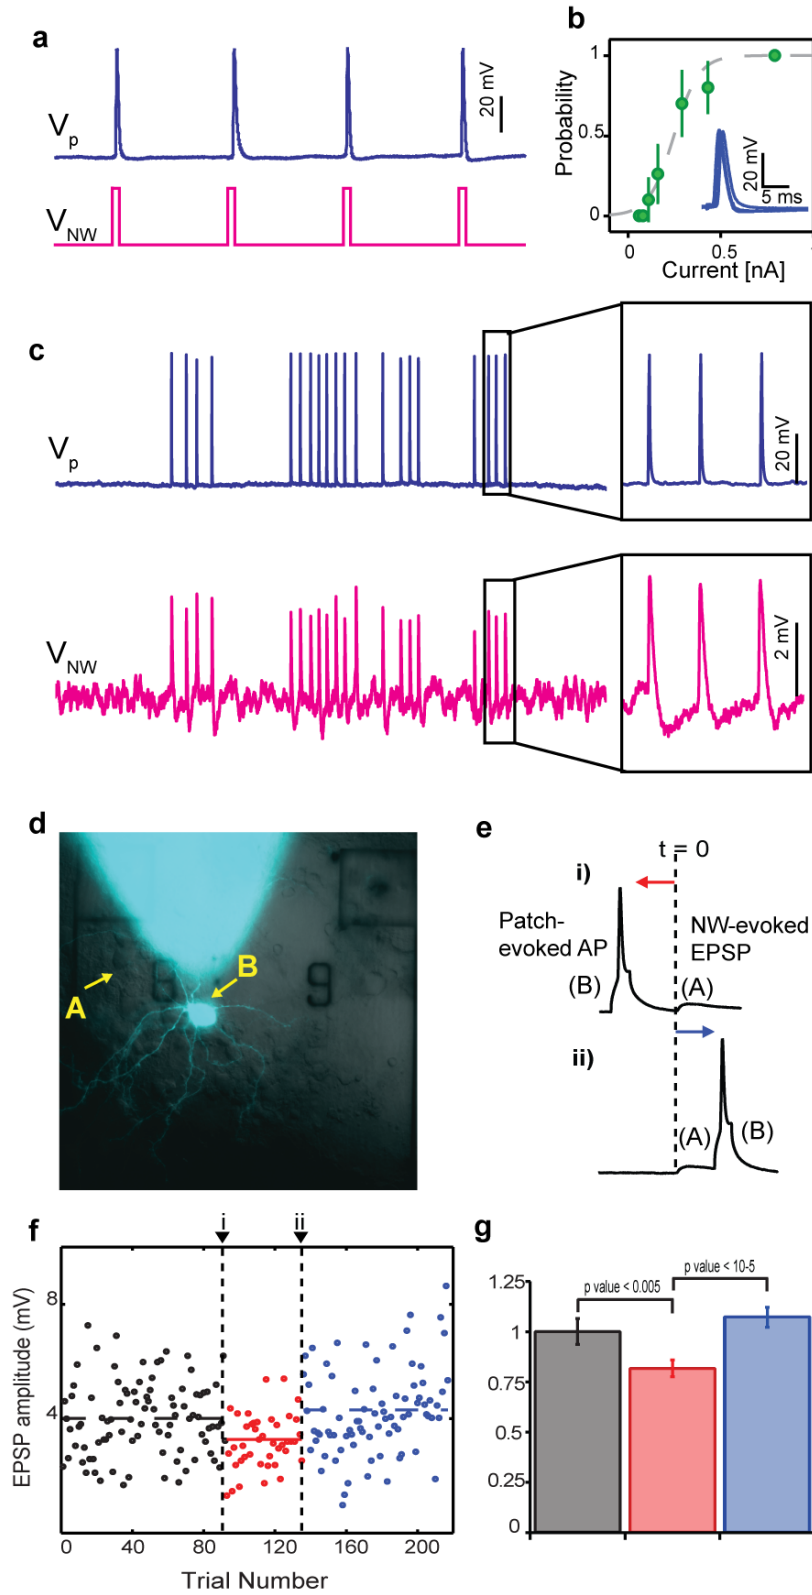 a
V_p
20 mV
V_NW
b
Probability
1
0.5
0
20 mV
5 ms
0
0.5
Current [nA]
c
V_p
20 mV
V_NW
2 mV
d
A
B
6
9
e
t = 0
i)
Patch-
evoked AP
NW-evoked
EPSP
(B)
(A)
ii)
(A)
(B)
f
i
ii
EPSP amplitude (mV)
8
4
0
40
80
120
160
200
Trial Number
g
p value < 0.005
p value < 10-5
1.25
1
0.75
0.5
0.25
0